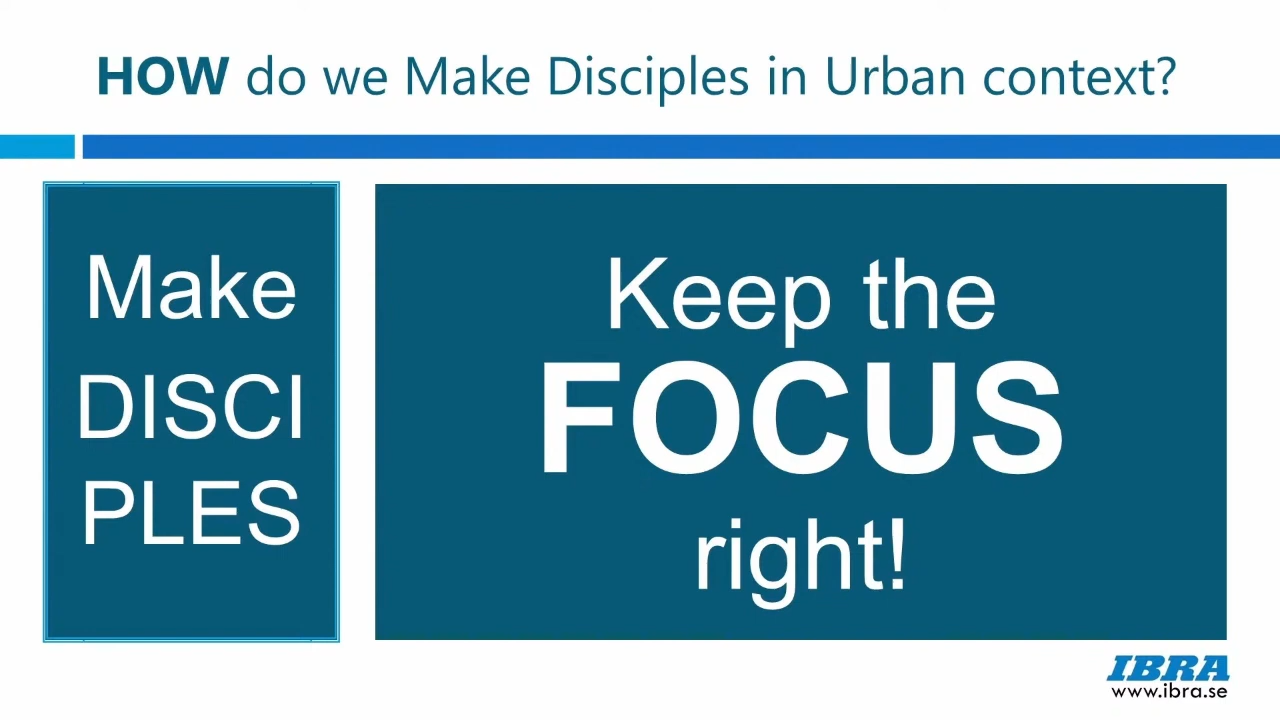 HOW do we Make Disciples in Urban context?
Make
DISCI
PLES
Keep the
FOCUS
right!
IBRA
www.ibra.se